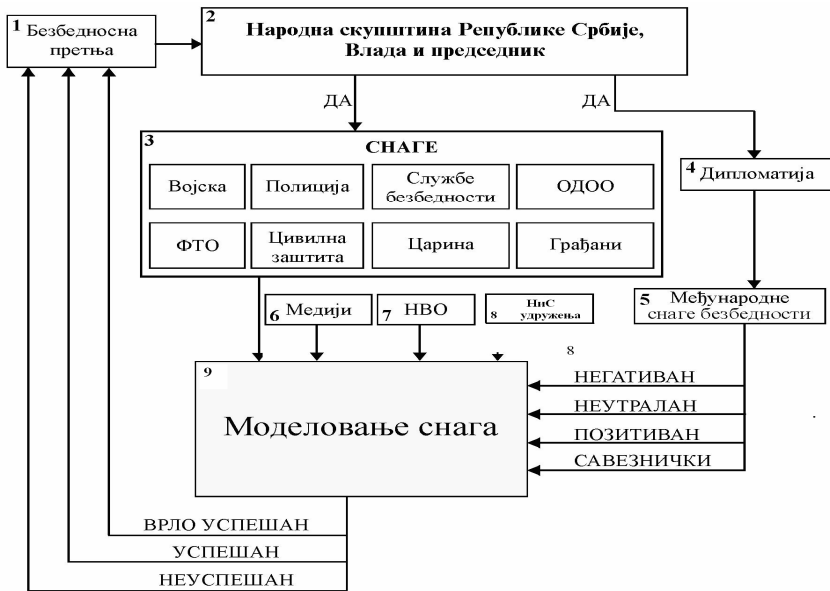 1 Безбедносна
претња
2 Народна скупштина Републике Србије,
Влада и председник
ДА
ДА
3 СНАГЕ
Војска
Полиција
Службе
безбедности
ОДОО
ФТО
Цивилна
заштита
Царина
Грађани
4 Дипломатија
5 Међународне
снаге безбедности
6 Медији
7 НВО
НпС
8 удружења
8
9
Моделовање снага
НЕГАТИВАН
НЕУТРАЛАН
ПОЗИТИВАН
САВЕЗНИЧКИ
ВРЛО УСПЕШАН
УСПЕШАН
НЕУСПЕШАН